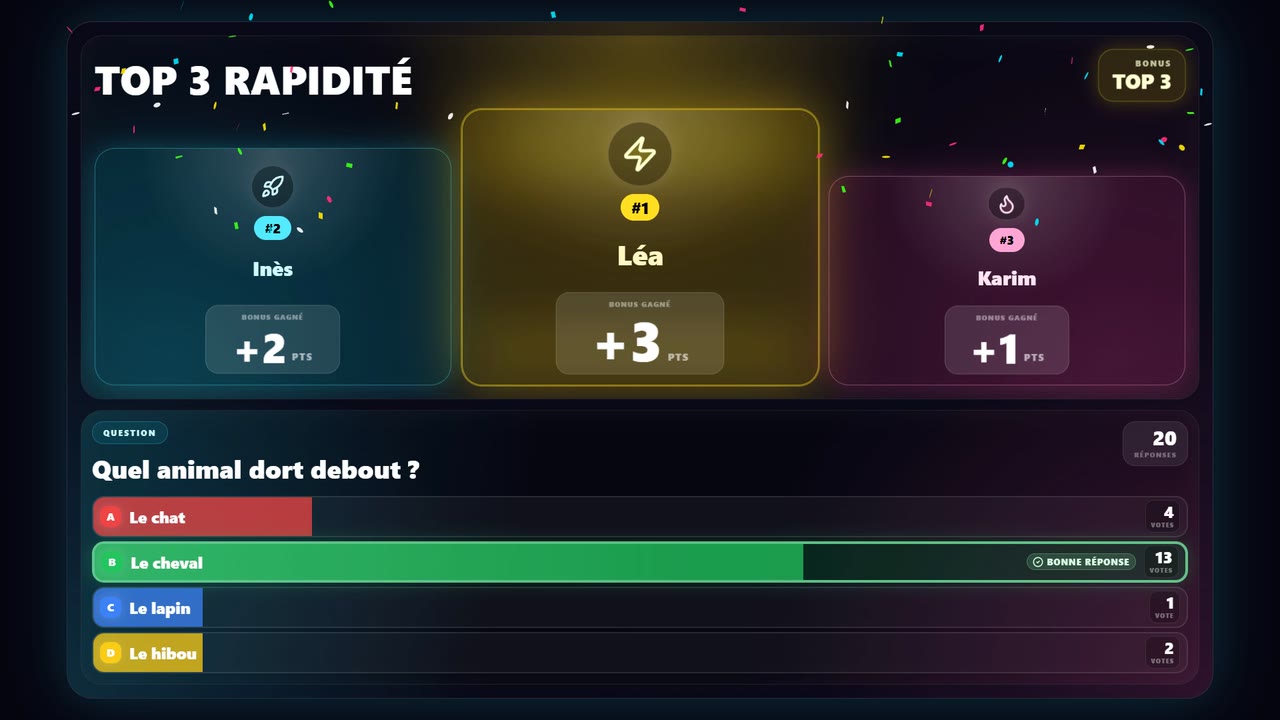 TOP 3 RAPIDITÉ
BONUS
TOP 3
#2
Inès
BONUS GAGNÉ
+2 PTS
#1
Léa
BONUS GAGNÉ
+3 PTS
#3
Karim
BONUS GAGNÉ
+1 PTS
QUESTION
Quel animal dort debout ?
20
RÉPONSES
A Le chat
4
VOTES
B Le cheval
BONNE RÉPONSE
13
VOTES
C Le lapin
1
VOTE
D Le hibou
2
VOTES